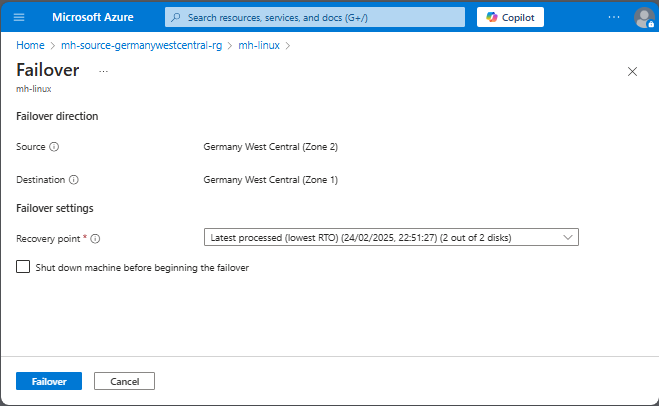 Microsoft Azure
Search resources, services, and docs (G+/)
Copilot
...
Home > mh-source-germanywestcentral-rg > mh-linux >
Failover ...
mh-linux
Failover direction
Source
Germany West Central (Zone 2)
Destination
Germany West Central (Zone 1)
Failover settings
Recovery point *
Latest processed (lowest RTO) (24/02/2025, 22:51:27) (2 out of 2 disks)
Shut down machine before beginning the failover
Failover
Cancel